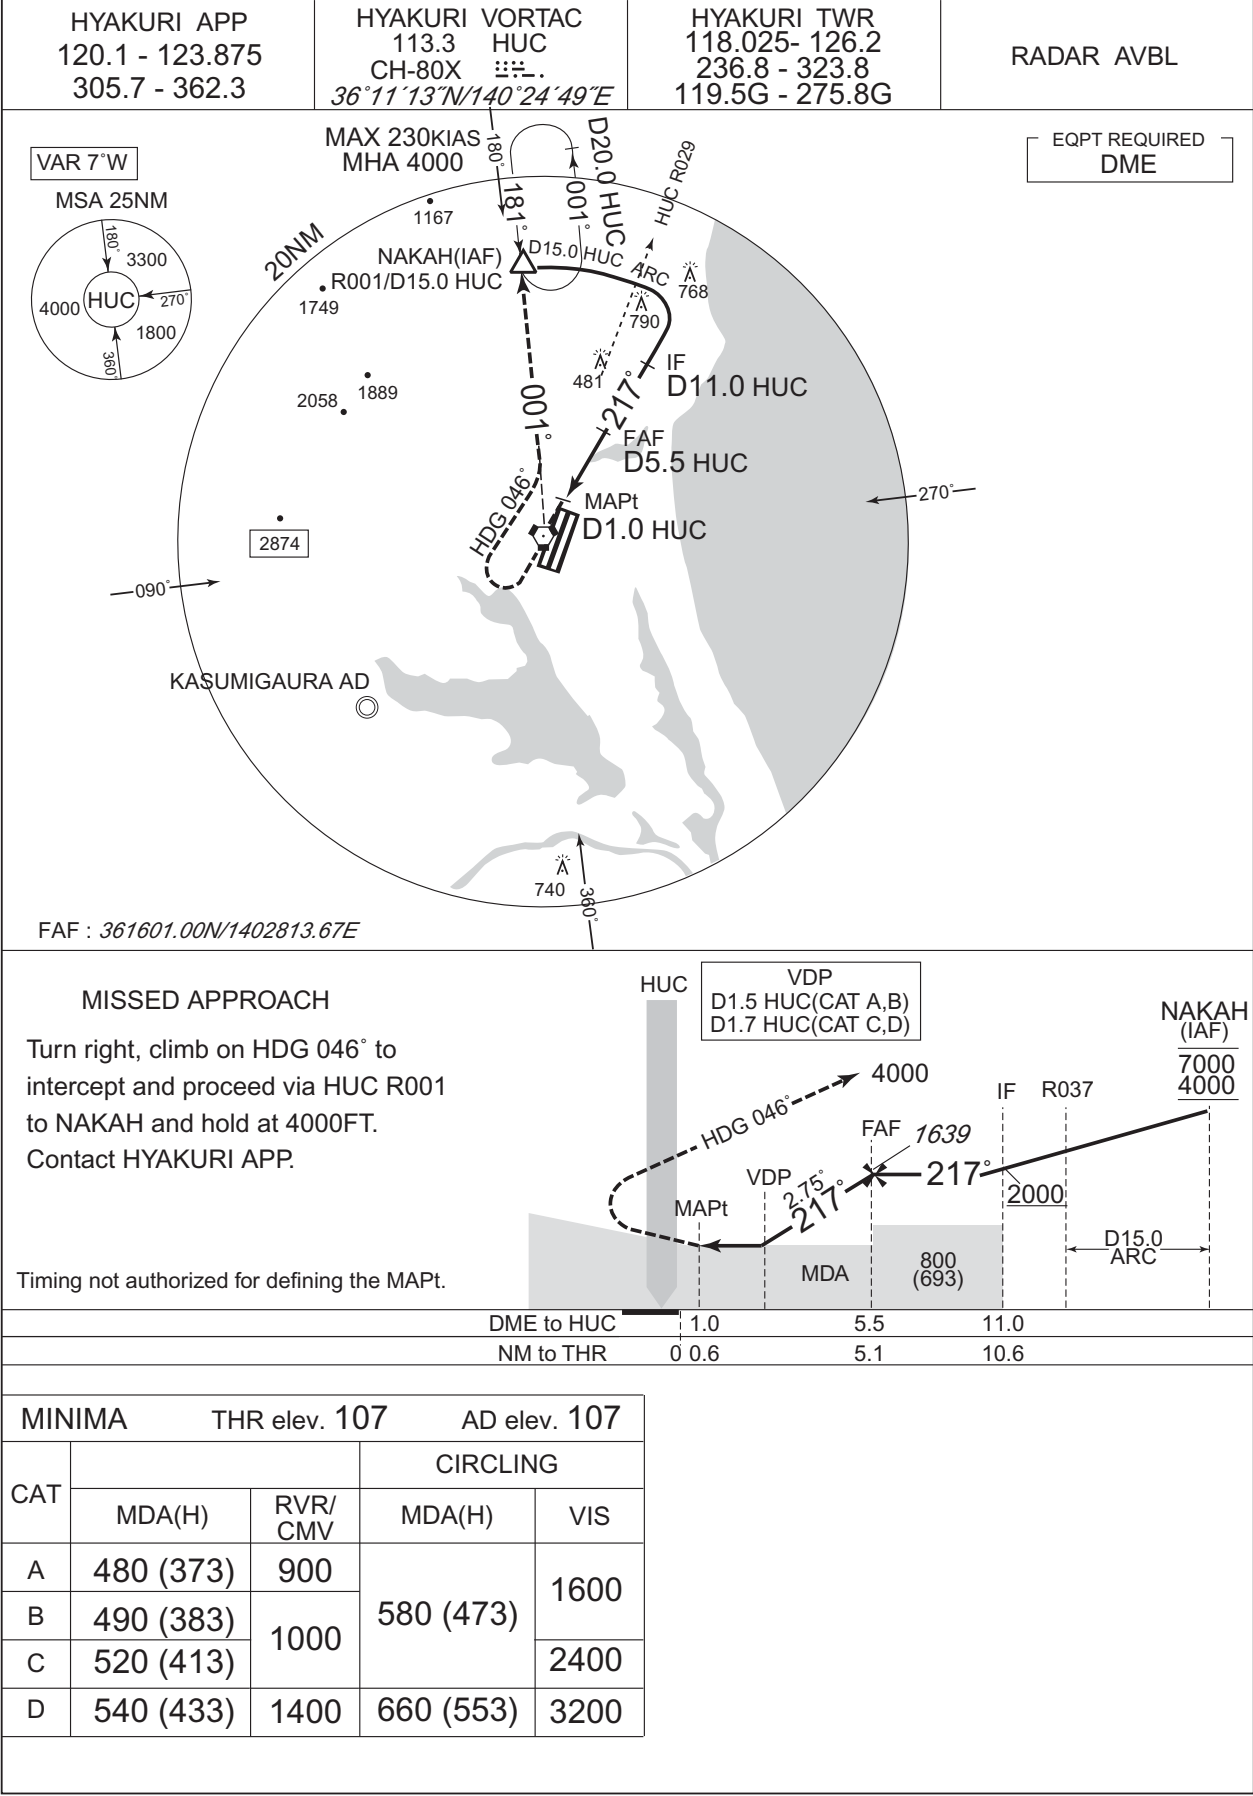 HYAKURI APP
120.1 - 123.875
305.7 - 362.3
HYAKURI VORTAC
113.3 HUC
CH-80X
36°11´13˝N/140°24´49˝E
HYAKURI TWR
118.025- 126.2
236.8 - 323.8
119.5G - 275.8G
RADAR AVBL
VAR 7°W
MSA 25NM
180°
3300
4000
HUC
270°
1800
360°
MAX 230KIAS
MHA 4000
180°
181°
001°
D20.0 HUC
HUC R029
EQPT REQUIRED
DME
20NM
1167
NAKAH(IAF)
R001/D15.0 HUC
D15.0 HUC ARC
768
790
1749
481
IF
D11.0 HUC
217°
1889
2058
001°
FAF
D5.5 HUC
HDG 046°
MAPt
D1.0 HUC
270°
2874
090°
KASUMIGAURA AD
740
360°
FAF : 361601.00N/1402813.67E
MISSED APPROACH
Turn right, climb on HDG 046° to
intercept and proceed via HUC R001
to NAKAH and hold at 4000FT.
Contact HYAKURI APP.
Timing not authorized for defining the MAPt.
HUC
VDP
D1.5 HUC(CAT A,B)
D1.7 HUC(CAT C,D)
NAKAH
(IAF)
7000
4000
4000
HDG 046°
IF
R037
FAF
1639
VDP
2.75°
217°
217°
2000
MAPt
D15.0
ARC
MDA
800
(693)
DME to HUC 1.0 5.5 11.0
NM to THR 0 0.6 5.1 10.6
MINIMA THR elev. 107 AD elev. 107
CAT
CIRCLING
MDA(H)
RVR/
CMV
MDA(H)
VIS
A 480 (373) 900
B 490 (383)
1000
580 (473)
1600
C 520 (413)
2400
D 540 (433) 1400 660 (553) 3200